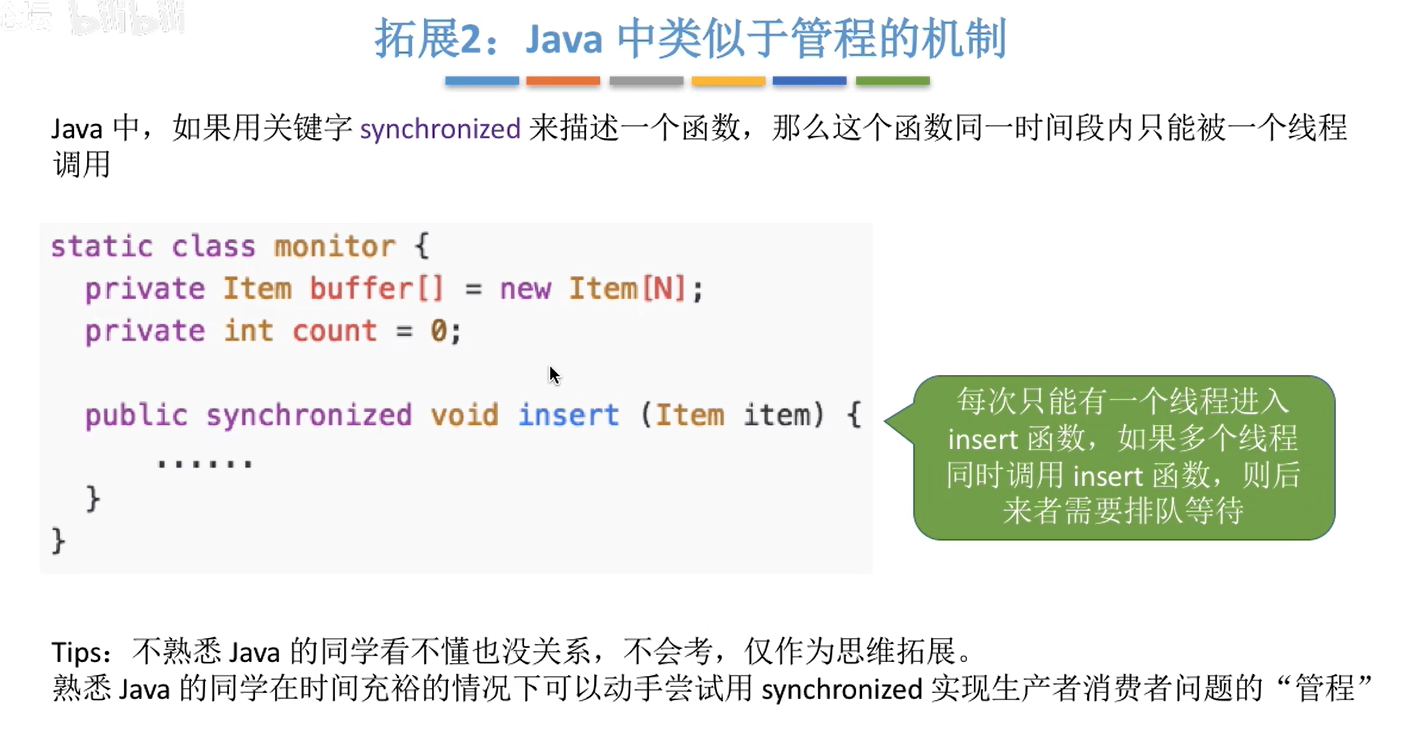 bilibili
拓展2：Java 中类似于管程的机制
Java 中，如果用关键字 synchronized 来描述一个函数，那么这个函数同一时间段内只能被一个线程
调用
static class monitor {
private Item buffer[] = new Item[N];
private int count = 0;
public synchronized void insert (Item item) {
......
}
}
每次只能有一个线程进入
insert 函数，如果多个线程
同时调用 insert 函数，则后
来者需要排队等待
Tips：不熟悉 Java 的同学看不懂也没关系，不会考，仅作为思维拓展。
熟悉 Java 的同学在时间充裕的情况下可以动手尝试用 synchronized 实现生产者消费者问题的“管程”